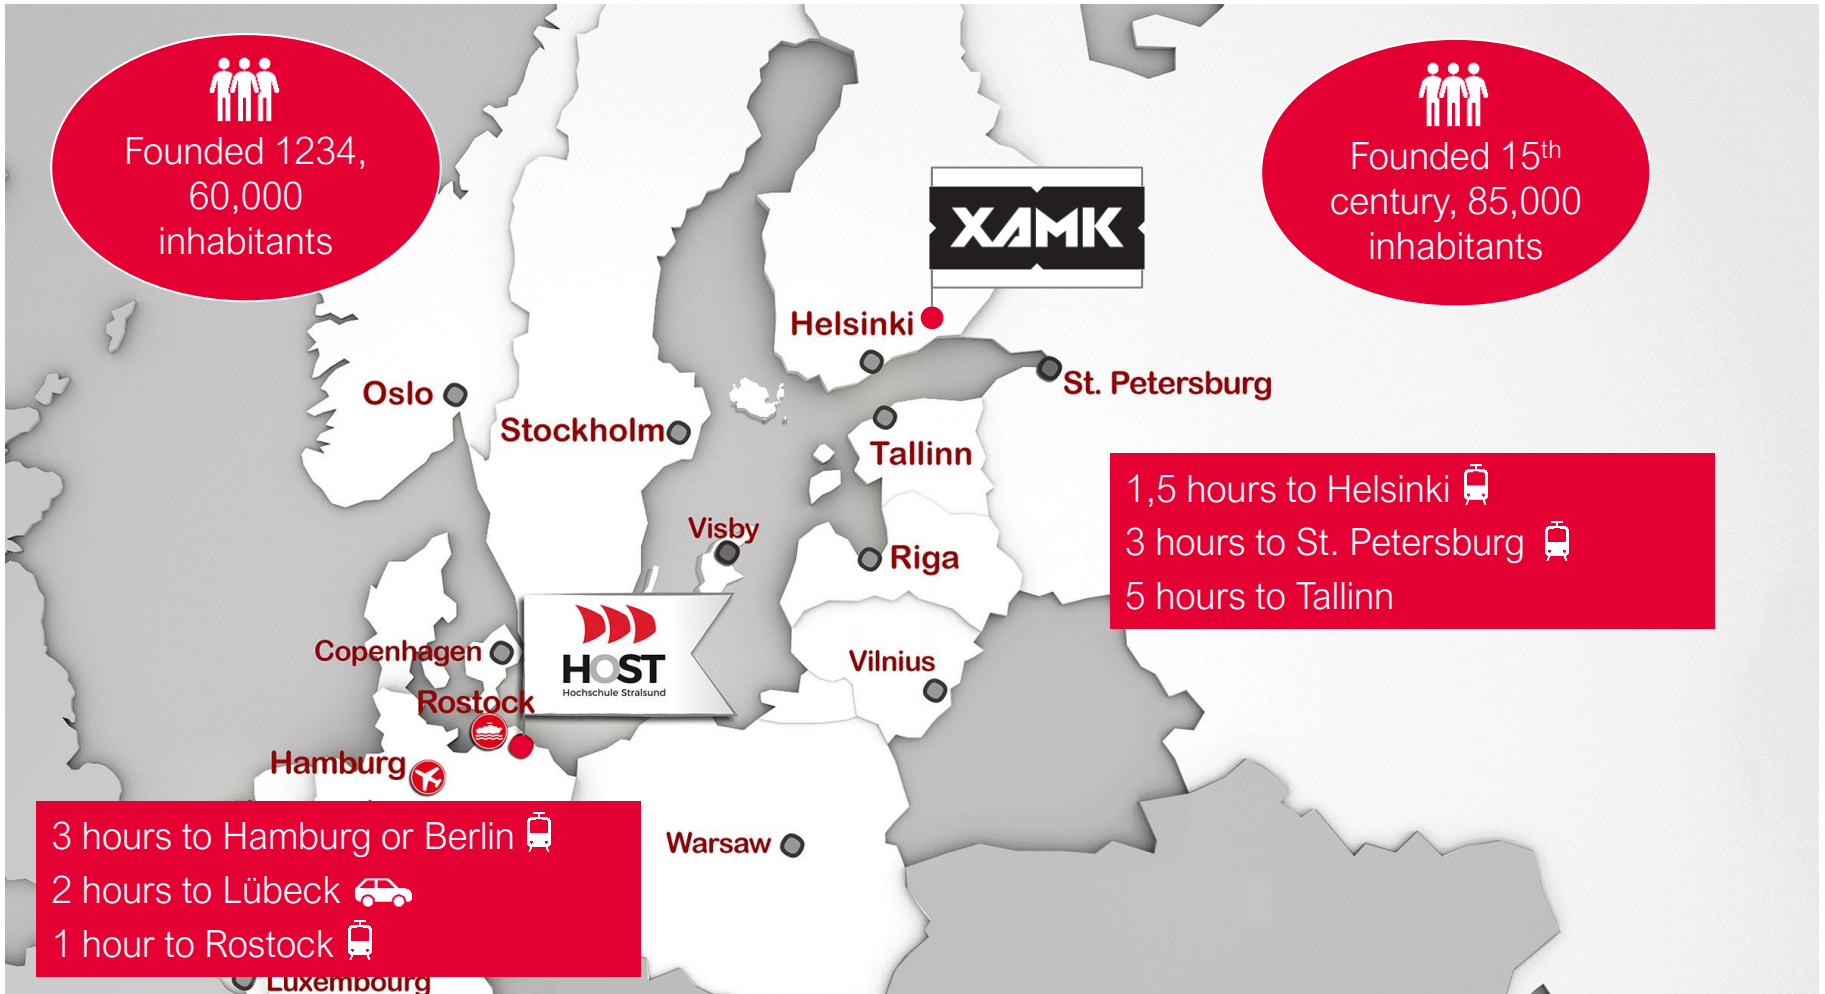 Founded 1234,
60,000
inhabitants
Founded 15th
century, 85,000
inhabitants
XAMK
Helsinki
St. Petersburg
Oslo
Stockholm
Tallinn
1,5 hours to Helsinki
3 hours to St. Petersburg
5 hours to Tallinn
Visby
Riga
HOST
Hochschule Stralsund
Copenhagen
Vilnius
Rostock
Hamburg
3 hours to Hamburg or Berlin
2 hours to Lübeck
1 hour to Rostock
Warsaw
Luxembourg